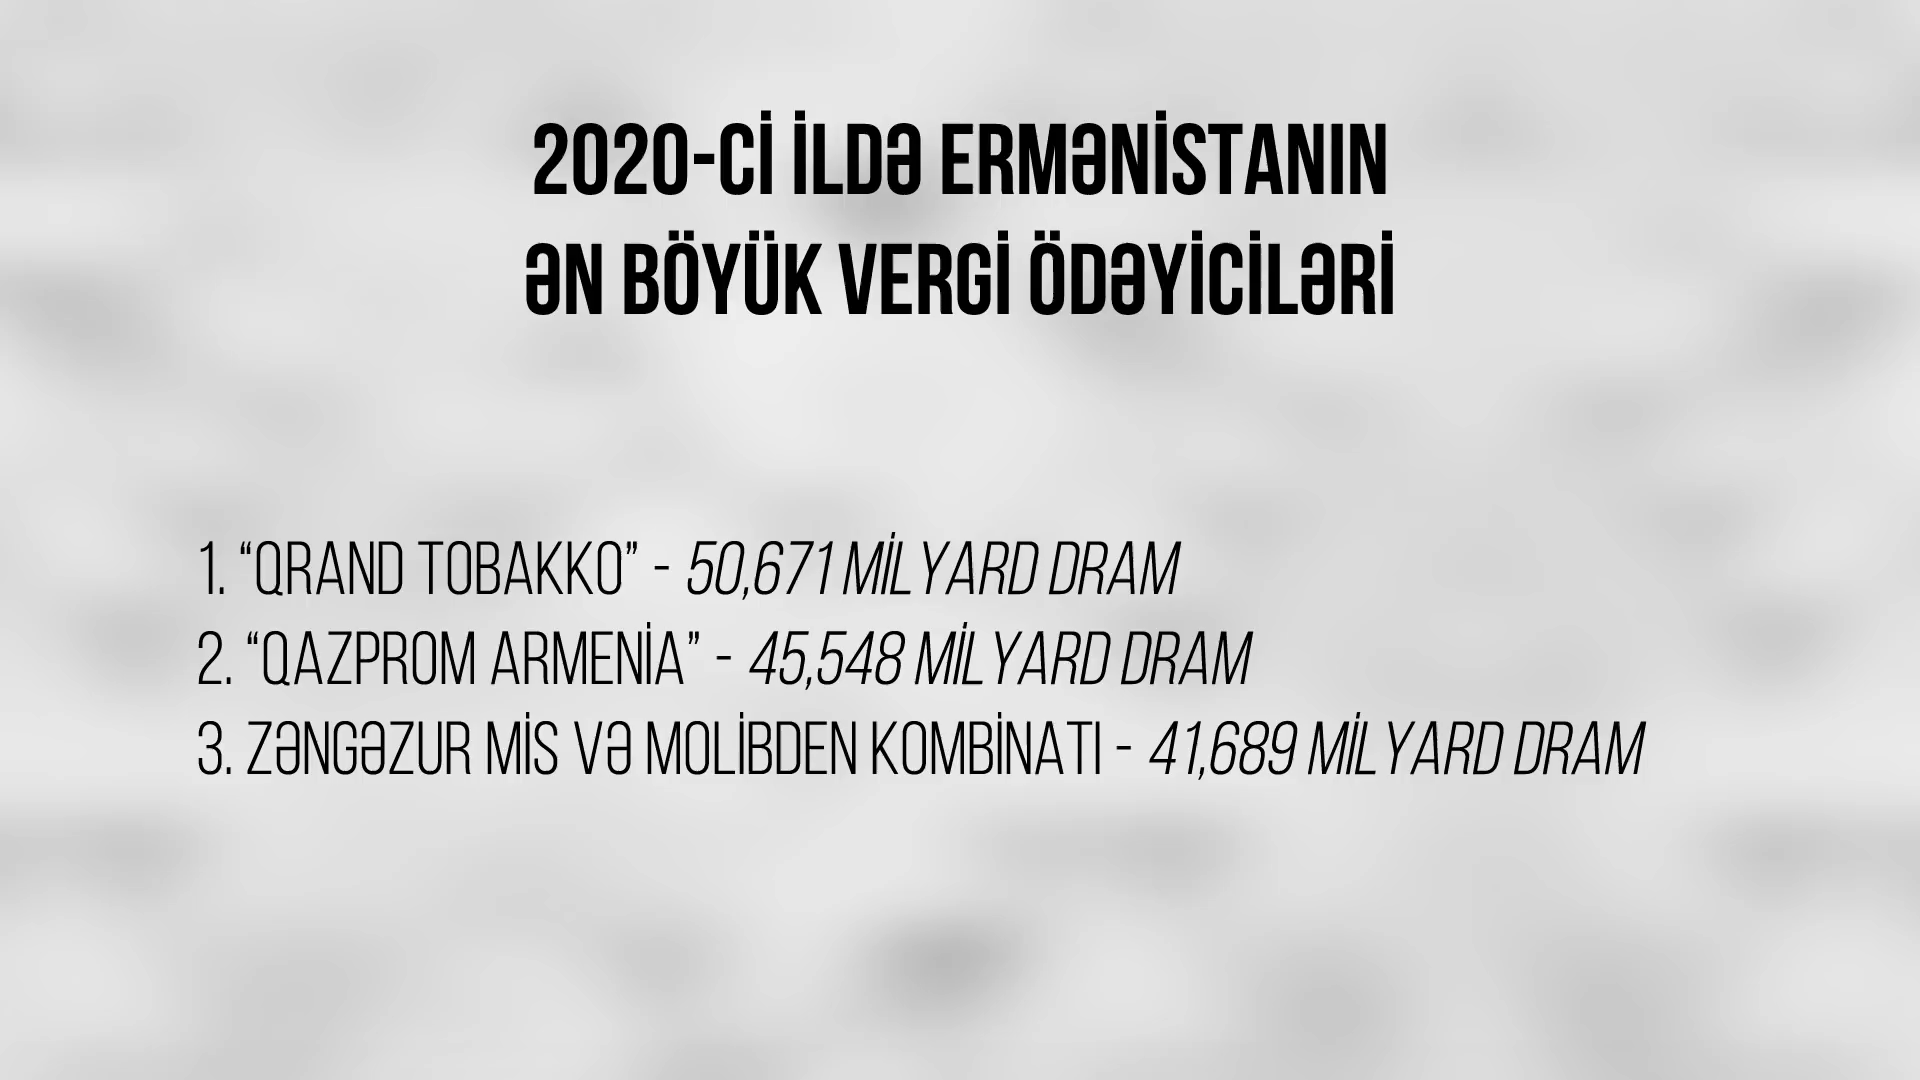 2020-Cİ İLDƏ ERMƏNİSTANIN
ƏN BÖYÜK VERGİ ÖDƏYİCİLƏRİ
1. “QRAND TOBAKKO” - 50,671 MİLYARD DRAM
2. “QAZPROM ARMENİA” - 45,548 MİLYARD DRAM
3. ZƏNGƏZUR MİS VƏ MOLİBDEN KOMBİNATI - 41,689 MİLYARD DRAM